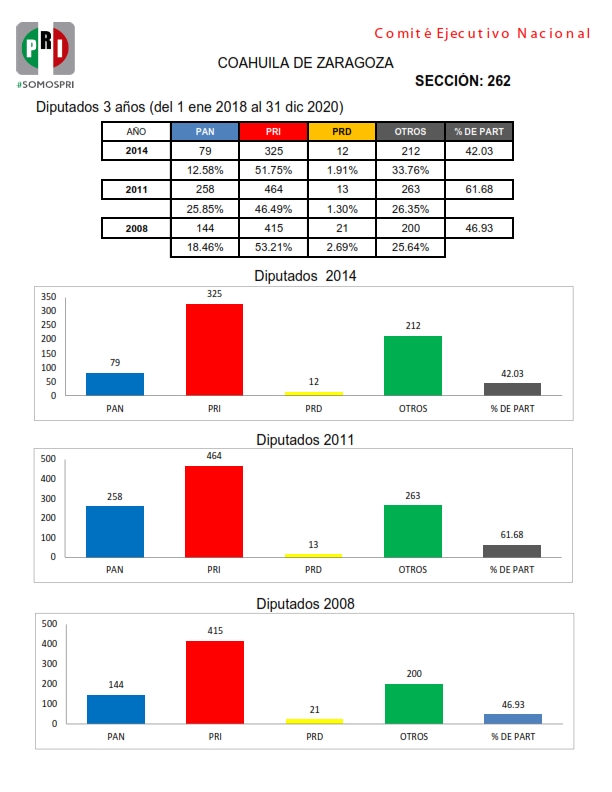 Comité Ejecutivo Nacional
PRI
#SOMOSPRI
COAHUILA DE ZARAGOZA
SECCIÓN: 262
Diputados 3 años (del 1 ene 2018 al 31 dic 2020)
AÑO PAN PRI PRD OTROS % DE PART
2014 79 325 12 212 42.03
12.58% 51.75% 1.91% 33.76%
2011 258 464 13 263 61.68
25.85% 46.49% 1.30% 26.35%
2008 144 415 21 200 46.93
18.46% 53.21% 2.69% 25.64%
Diputados 2014
350
300
250
200
150
100
50
0
79
325
12
212
42.03
PAN PRI PRD OTROS % DE PART
Diputados 2011
500
400
300
200
100
0
258
464
13
263
61.68
PAN PRI PRD OTROS % DE PART
Diputados 2008
500
400
300
200
100
0
144
415
21
200
46.93
PAN PRI PRD OTROS % DE PART